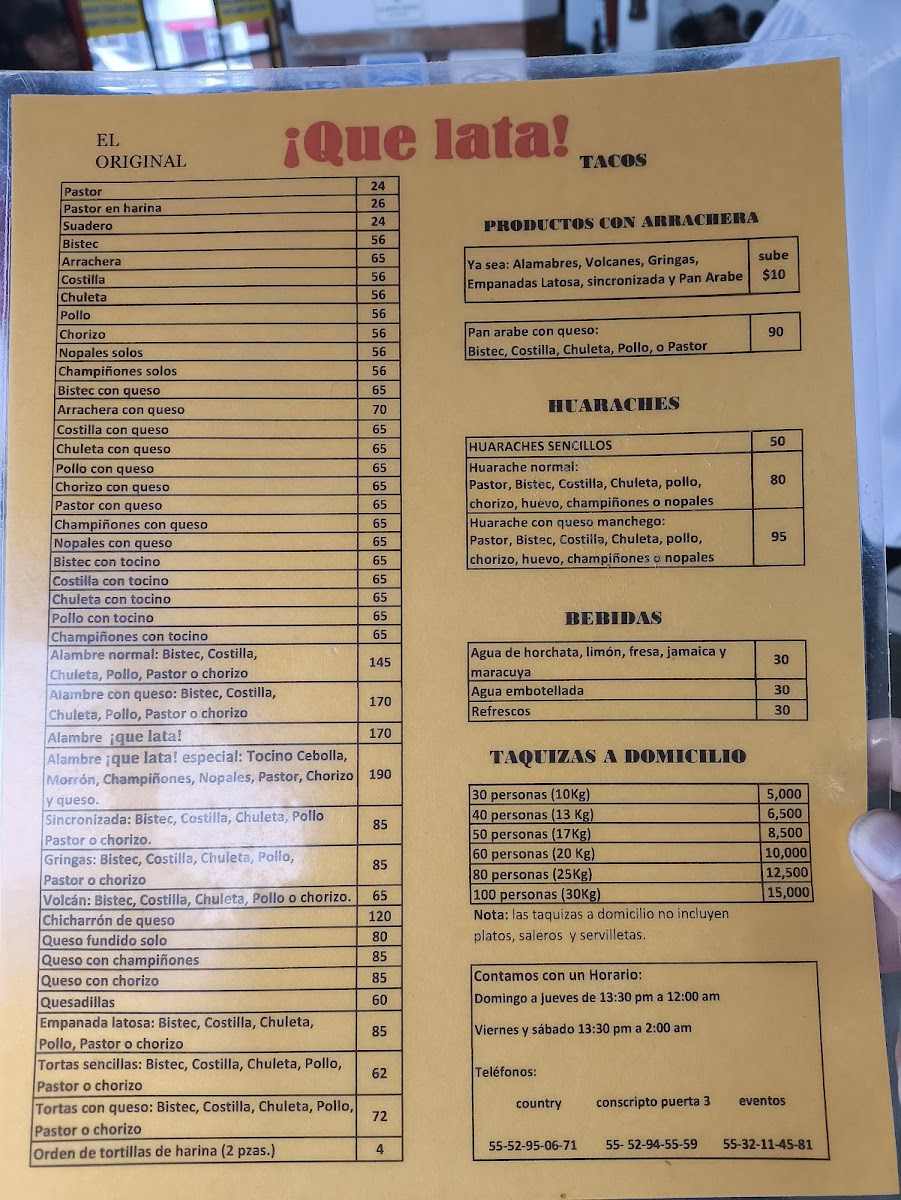 EL
ORIGINAL
¡Que lata!
TACOS
Pastor 24
Pastor en harina 26
Suadero 24
Bistec 56
Arrachera 65
Costilla 56
Chuleta 56
Pollo 56
Chorizo 56
Nopales solos 56
Champiñones solos 56
Bistec con queso 65
Arrachera con queso 70
Costilla con queso 65
Chuleta con queso 65
Pollo con queso 65
Chorizo con queso 65
Pastor con queso 65
Champiñones con queso 65
Nopales con queso 65
Bistec con tocino 65
Costilla con tocino 65
Chuleta con tocino 65
Pollo con tocino 65
Champiñones con tocino 65
Alambre normal: Bistec, Costilla,
Chuleta, Pollo, Pastor o chorizo 145
Alambre con queso: Bistec, Costilla,
Chuleta, Pollo, Pastor o chorizo 170
Alambre ¡que lata! 170
Alambre ¡que lata! especial: Tocino Cebolla,
Morrón, Champiñones, Nopales, Pastor, Chorizo 190
y queso.
Sincronizada: Bistec, Costilla, Chuleta, Pollo
Pastor o chorizo. 85
Gringas: Bistec, Costilla, Chuleta, Pollo,
Pastor o chorizo 85
Volcán: Bistec, Costilla, Chuleta, Pollo o chorizo. 65
Chicharrón de queso 120
Queso fundido solo 80
Queso con champiñones 85
Queso con chorizo 85
Quesadillas 60
Empanada latosa: Bistec, Costilla, Chuleta,
Pollo, Pastor o chorizo 85
Tortas sencillas: Bistec, Costilla, Chuleta, Pollo,
Pastor o chorizo 62
Tortas con queso: Bistec, Costilla, Chuleta, Pollo,
Pastor o chorizo 72
Orden de tortillas de harina (2 pzas.) 4
PRODUCTOS CON ARRACHERA
Ya sea: Alamabres, Volcanes, Gringas, sube
Empanadas Latosa, sincronizada y Pan Arabe $10
Pan arabe con queso: 90
Bistec, Costilla, Chuleta, Pollo, o Pastor
HUARACHES
HUARACHES SENCILLOS 50
Huarache normal:
Pastor, Bistec, Costilla, Chuleta, pollo, 80
chorizo, huevo, champiñones o nopales
Huarache con queso manchego:
Pastor, Bistec, Costilla, Chuleta, pollo, 95
chorizo, huevo, champiñones o nopales
BEBIDAS
Agua de horchata, limón, fresa, jamaica y 30
maracuya
Agua embotellada 30
Refrescos 30
TAQUIZAS A DOMICILIO
30 personas (10Kg) 5,000
40 personas (13 Kg) 6,500
50 personas (17Kg) 8,500
60 personas (20 Kg) 10,000
80 personas (25Kg) 12,500
100 personas (30Kg) 15,000
Nota: las taquizas a domicilio no incluyen
platos, saleros y servilletas.
Contamos con un Horario:
Domingo a jueves de 13:30 pm a 12:00 am
Viernes y sábado 13:30 pm a 2:00 am
Teléfonos:
country conscripto puerta 3 eventos
55-52-95-06-71 55- 52-94-55-59 55-32-11-45-81